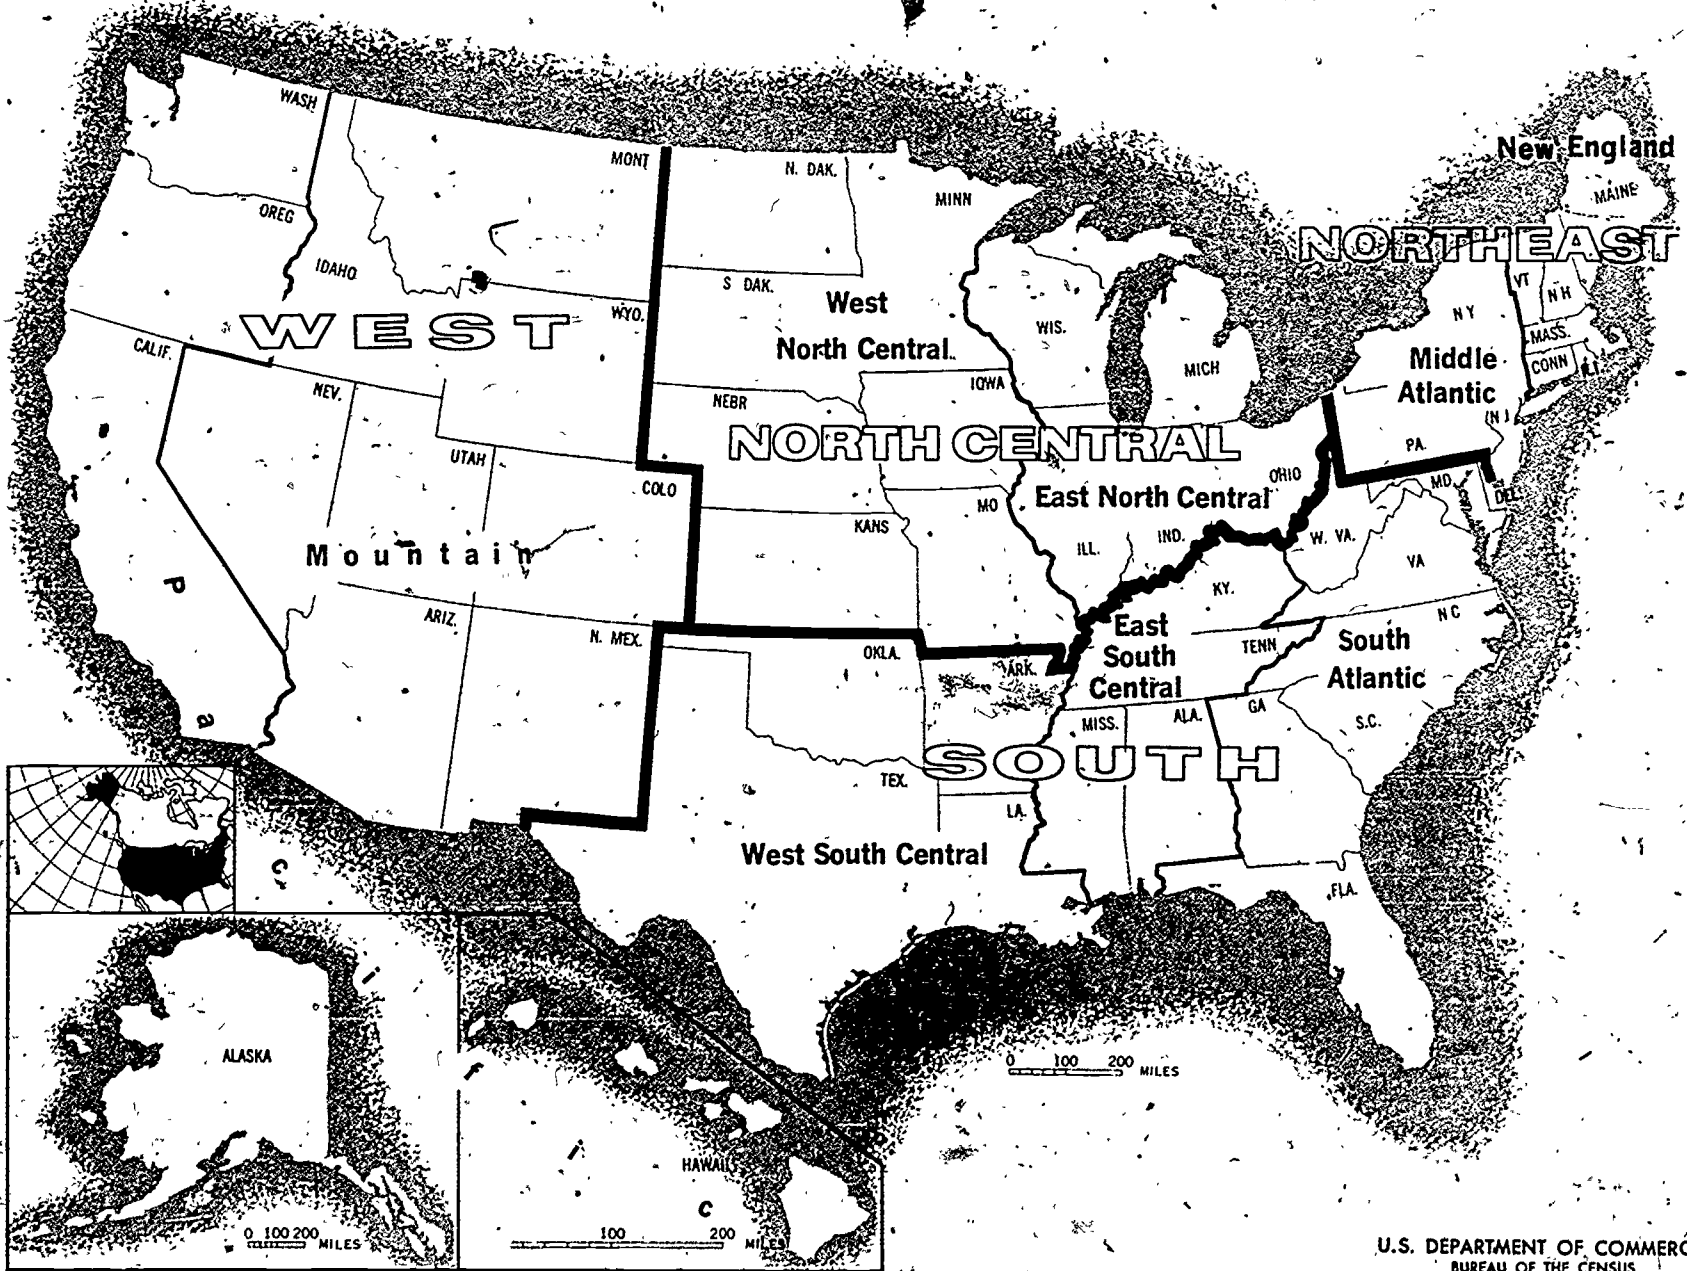 New England
MAINE
WASH
MONT
N. DAK.
MINN
OREG
IDAHO
NORTHEAST
VT
N H
S DAK.
WYO.
WEST
West
North Central
WIS.
MICH
N Y
MASS.
CONN
R.I.
CALIF.
NEV.
IOWA
NEBR
Middle
Atlantic
N J
NORTH CENTRAL
PA.
UTAH
COLO
OHIO
MD.
DEL
East North Central
MO
KANS
ILL.
IND.
W. VA.
VA
Mountain
KY.
P
a
c
i
f
i
c
ARIZ.
N. MEX.
OKLA.
ARK.
East
South
Central
TENN
N C
South
Atlantic
MISS.
ALA.
GA
S.C.
SOUTH
TEX.
LA.
West South Central
FLA.
ALASKA
0 100 200 MILES
HAWAII
100 200 MILES
0 100 200
MILES
U.S. DEPARTMENT OF COMMERC
BUREAU OF THE CENSUS